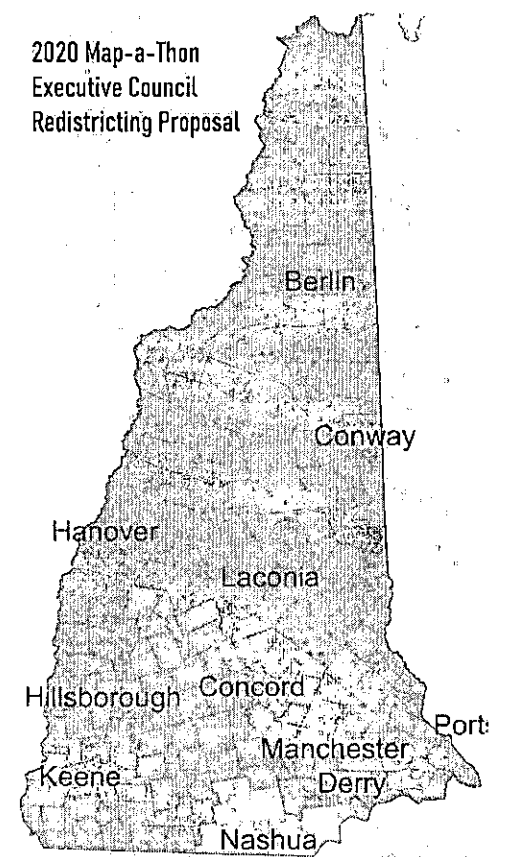 2020 Map-a-Thon
Executive Council
Redistricting Proposal
Berlin
Conway
Hanover
Laconia
Hillsborough
Concord
Ports
Manchester
Keene
Derry
Nashua